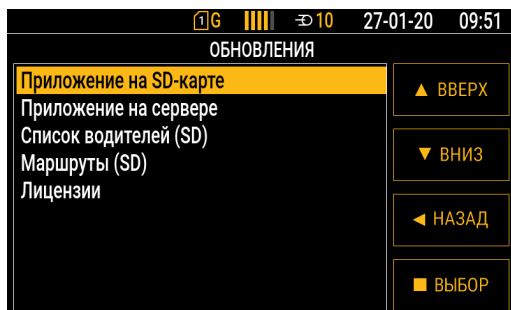 1 G 10 27-01-20 09:51
ОБНОВЛЕНИЯ
Приложение на SD-карте
Приложение на сервере
Список водителей (SD)
Маршруты (SD)
Лицензии
▲ ВВЕРХ
▼ ВНИЗ
◄ НАЗАД
■ ВЫБОР